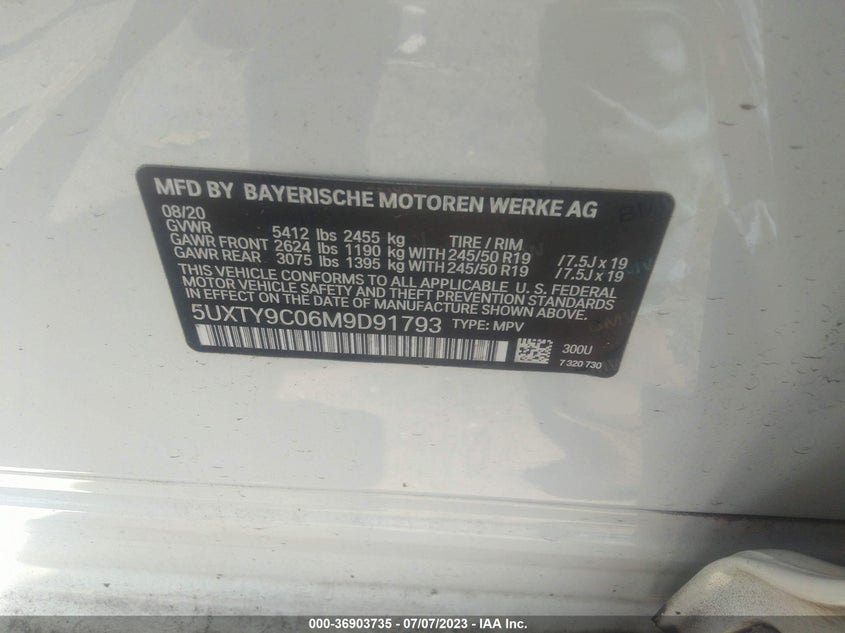 MFD BY BAYERISCHE MOTOREN WERKE AG
08/20
GVWR 5412 lbs 2455 kg TIRE / RIM
GAWR FRONT 2624 lbs 1190 kg WITH 245/50 R19 /7.5J x 19
GAWR REAR 3075 lbs 1395 kg WITH 245/50 R19 /7.5J x 19
THIS VEHICLE CONFORMS TO ALL APPLICABLE U. S. FEDERAL
MOTOR VEHICLE SAFETY AND THEFT PREVENTION STANDARDS
IN EFFECT ON THE DATE OF MANUFACTURE SHOWN ABOVE.
5UXTY9C06M9D91793 TYPE: MPV
300U
7 320 730
000-36903735 - 07/07/2023 - IAA Inc.